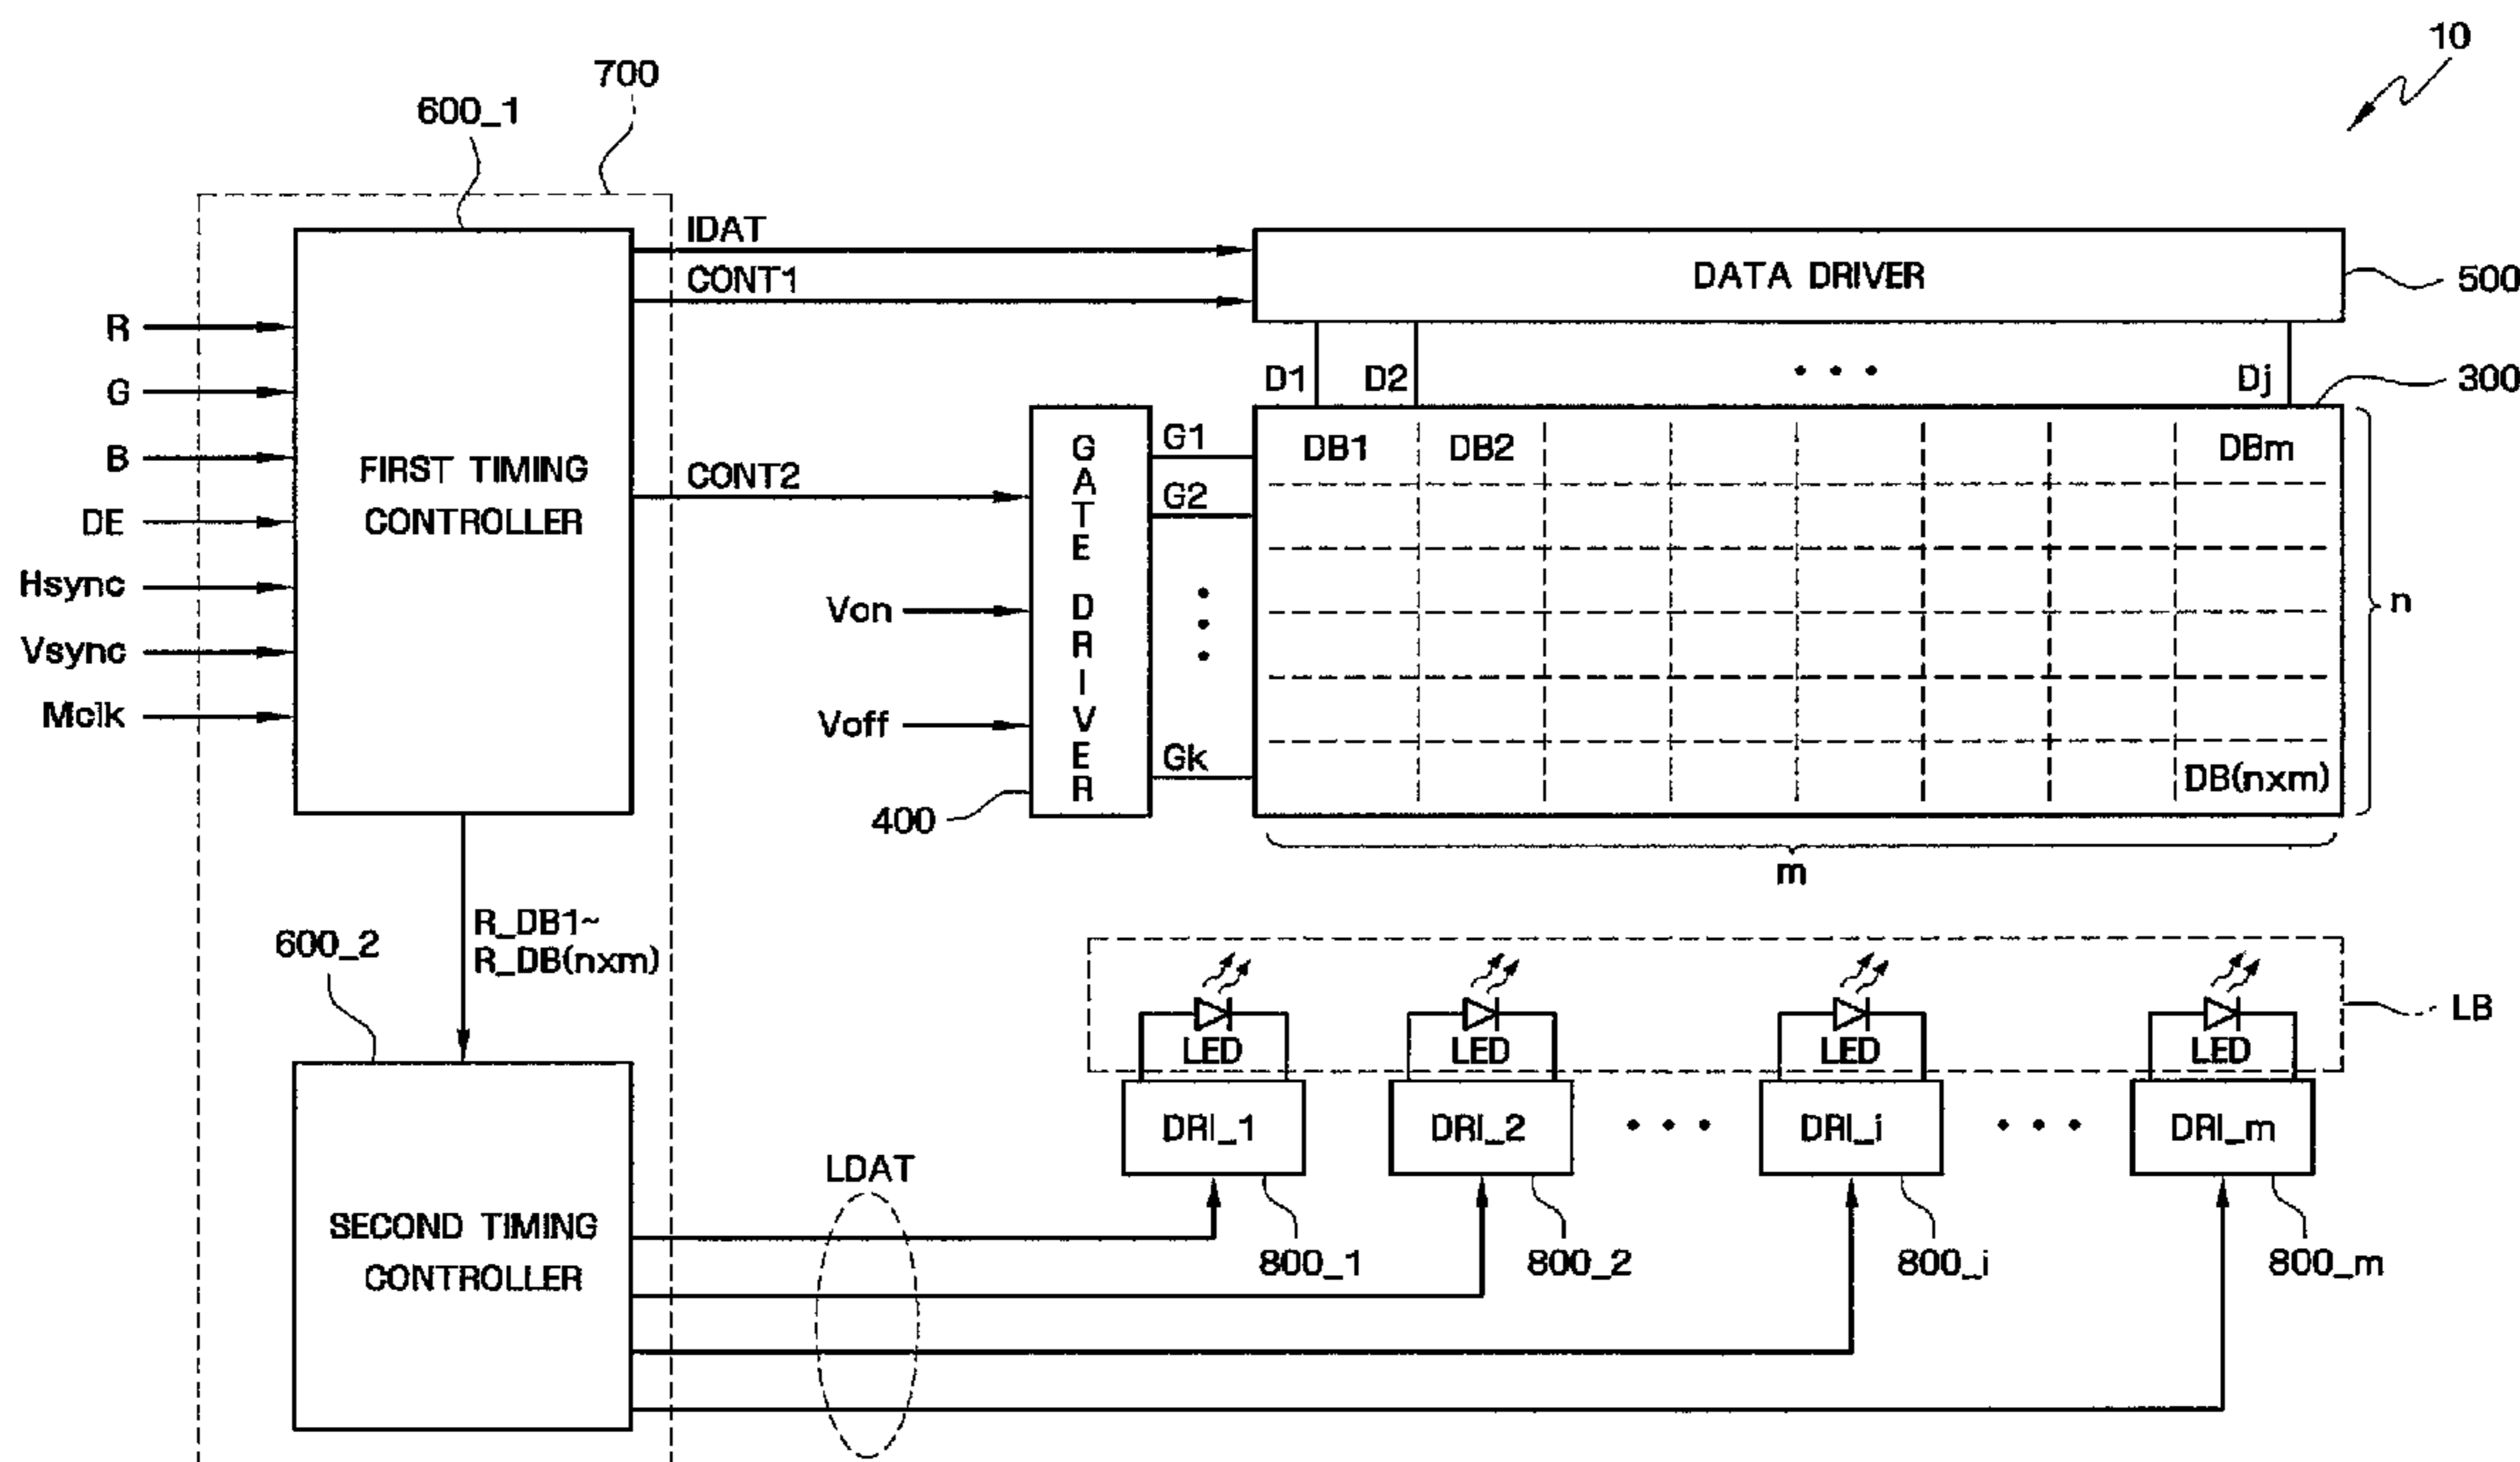 10
700
600_1
IDAT
CONT1
DATA DRIVER
500
R
G
B
DE
Hsync
Vsync
Mclk
FIRST TIMING
CONTROLLER
CONT2
Von
Voff
GATE DRIVER
400
D1
D2
Dj
300
G1
G2
Gk
DB1
DB2
DBm
DB(nxm)
n
m
R_DB1~
R_DB(nxm)
600_2
SECOND TIMING
CONTROLLER
LDAT
LED
LED
LED
LED
LB
DRI_1
DRI_2
DRI_i
DRI_m
800_1
800_2
800_i
800_m